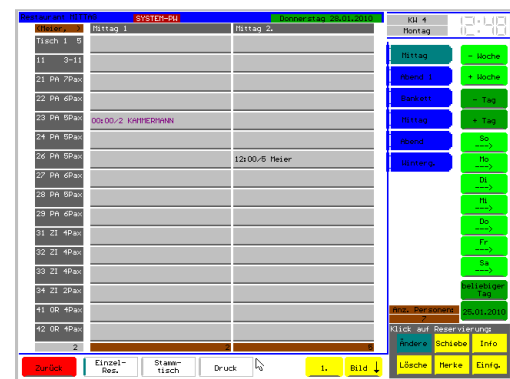 SYSTEM-PW
Donnerstag 28.01.2010
KW 4
Montag
(Meier, )
Mittag 1
Mittag 2.
Tisch 1 5
11 3-11
21 PA 7Pax
22 PA 6Pax
23 PA 5Pax
00:00/2 KAMMERMANN
24 PA 5Pax
26 PA 5Pax
12:00/5 Meier
27 PA 6Pax
28 PA 5Pax
29 PA 6Pax
31 ZI 4Pax
32 ZI 4Pax
33 ZI 4Pax
34 ZI 2Pax
41 OR 4Pax
42 OR 4Pax
2
2
5
Mittag
Abend 1
Mittag
Abend
- Woche
+ Woche
- Tag
+ Tag
So
--->
Mo
--->
Di
--->
Mi
--->
Do
--->
Fr
--->
Sa
--->
beliebiger
Tag
Anz. Personen:
7
25.01.2010
Klick auf Reservierung:
Ändere
Schiebe
Info
Lösche
Merke
Einfg.
Zurück
Einzel-
Res.
Stamm-
tisch
Druck
1.
Bild ↓